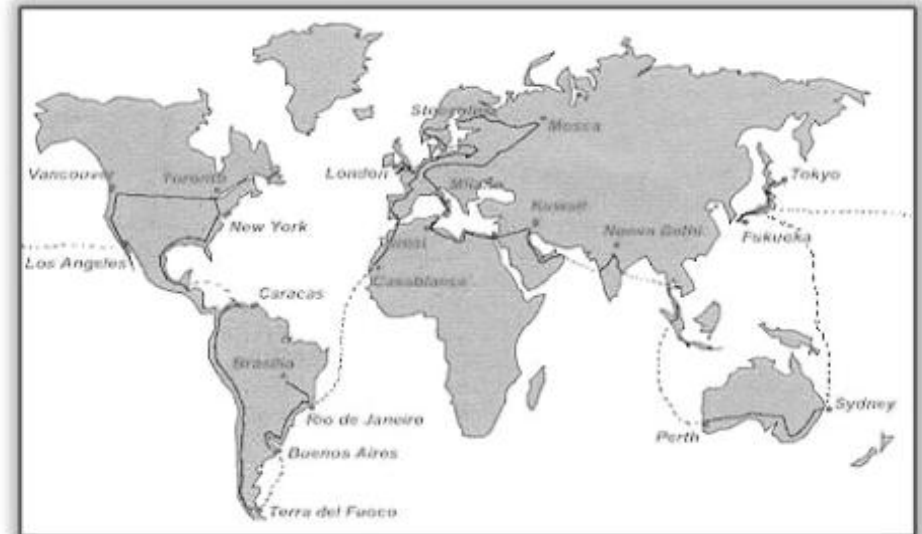 Stoccolma
Mosca
Vancouver
Toronto
London
Milano
Tokyo
New York
Kuwait
Nuova Delhi
Fukuoka
Los Angeles
Tunisi
Casablanca
Caracas
Brasilia
Rio de Janeiro
Sydney
Perth
Buenos Aires
Terra del Fuoco